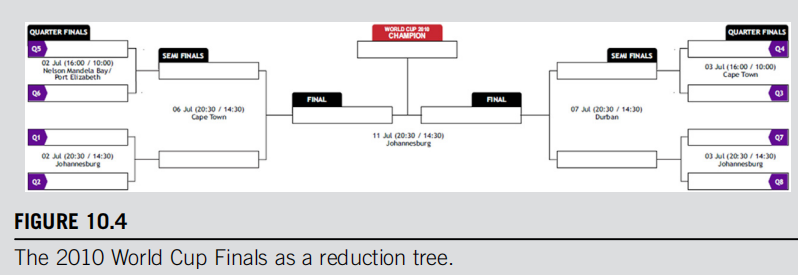 QUARTER FINALS
Q5
02 Jul (16:00 / 10:00)
Nelson Mandela Bay/
Port Elizabeth
Q6
Q1
02 Jul (20:30 / 14:30)
Johannesburg
Q2
SEMI FINALS
06 Jul (20:30 / 14:30)
Cape Town
FINAL
WORLD CUP 2010
CHAMPION
11 Jul (20:30 / 14:30)
Johannesburg
FINAL
SEMI FINALS
07 Jul (20:30 / 14:30)
Durban
QUARTER FINALS
Q4
03 Jul (16:00 / 10:00)
Cape Town
Q3
Q7
03 Jul (20:30 / 14:30)
Johannesburg
Q8
FIGURE 10.4
The 2010 World Cup Finals as a reduction tree.